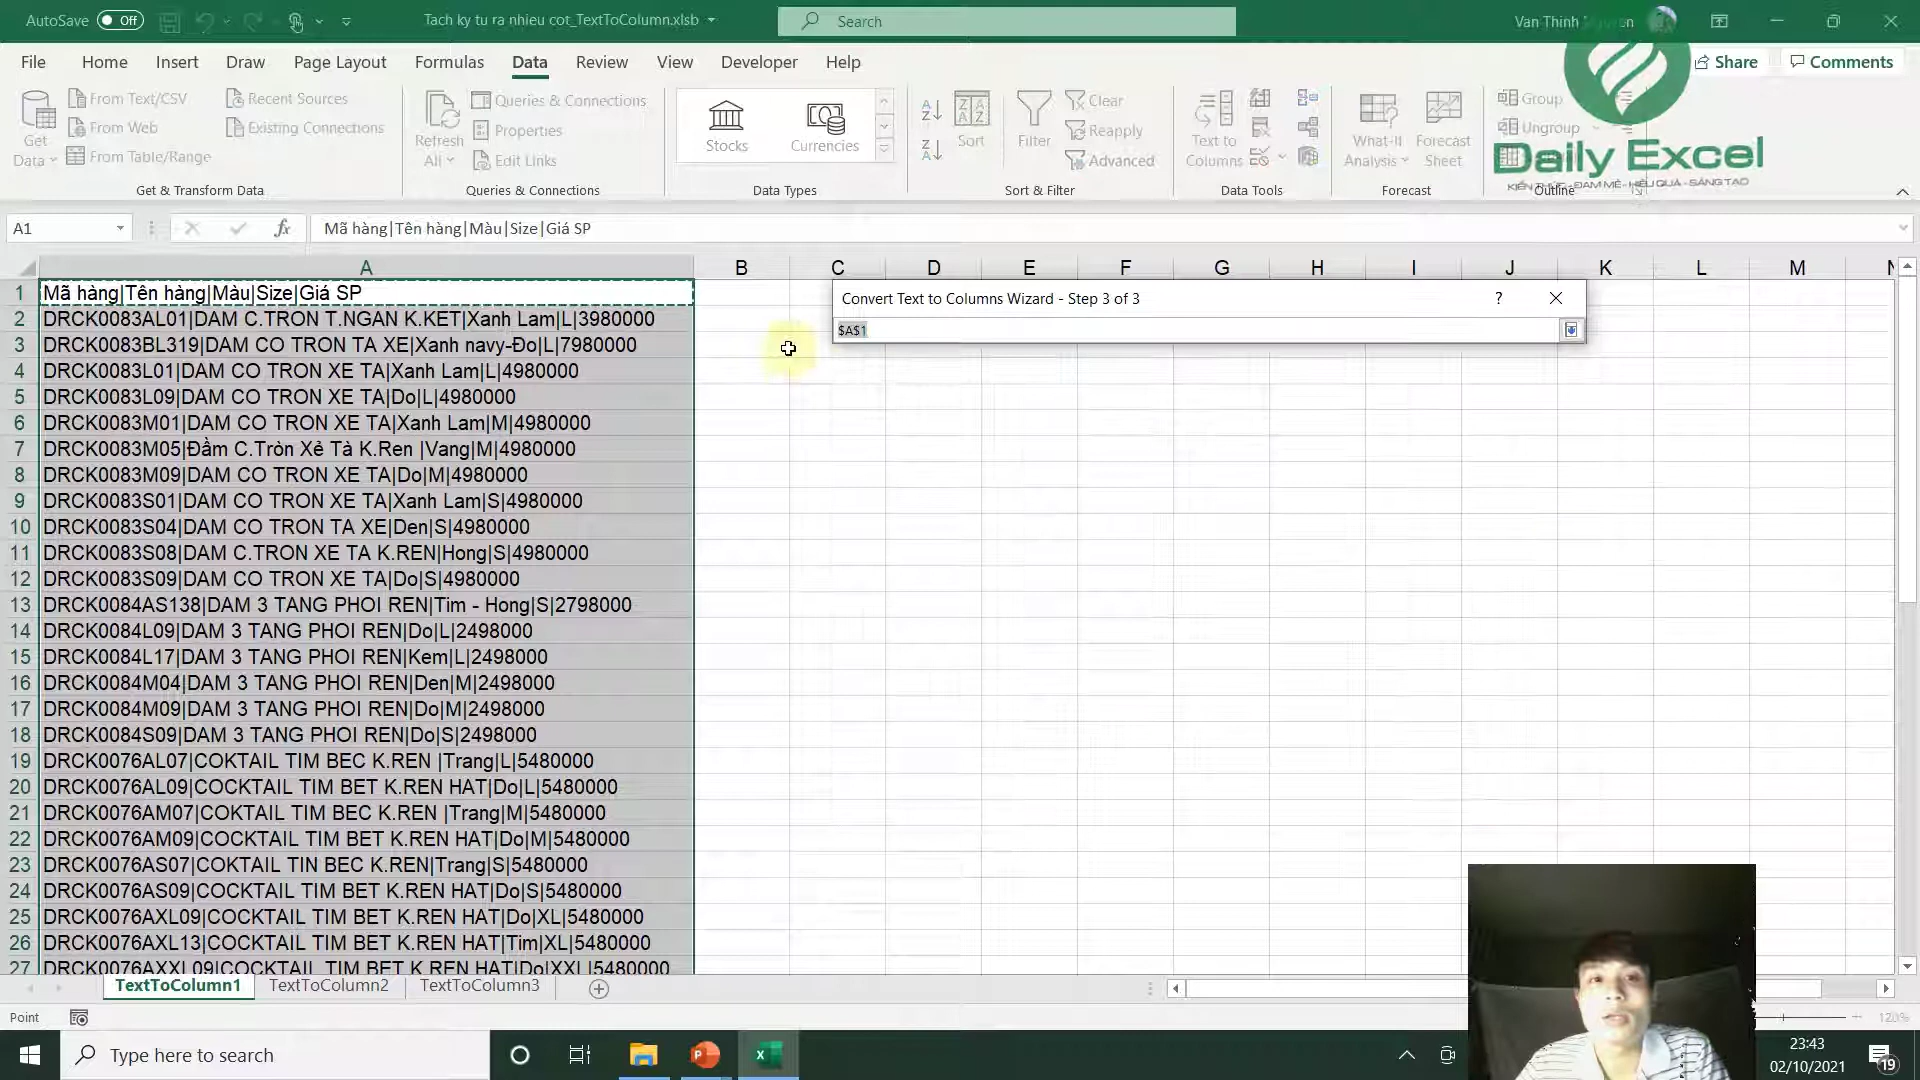 AutoSave Off
Tach ky tu ra nhieu cot_TextToColumn.xlsb
Search
Van Thinh
File Home Insert Draw Page Layout Formulas Data Review View Developer Help
Share Comments
Get Data
From Text/CSV
From Web
From Table/Range
Recent Sources
Existing Connections
Get & Transform Data
Refresh All
Queries & Connections
Properties
Edit Links
Queries & Connections
Stocks
Currencies
Data Types
Sort
Filter
Clear
Reapply
Advanced
Sort & Filter
Text to Columns
Data Tools
What-If Analysis
Forecast Sheet
Forecast
Group
Ungroup
Outline
Daily Excel
A1
fx
Mã hàng|Tên hàng|Màu|Size|Giá SP
A B C D E F G H I J K L M N
1 Mã hàng|Tên hàng|Màu|Size|Giá SP
2 DRCK0083AL01|DAM C.TRON T.NGAN K.KET|Xanh Lam|L|3980000
3 DRCK0083BL319|DAM CO TRON TA XE|Xanh navy-Đo|L|7980000
4 DRCK0083L01|DAM CO TRON XE TA|Xanh Lam|L|4980000
5 DRCK0083L09|DAM CO TRON XE TA|Do|L|4980000
6 DRCK0083M01|DAM CO TRON XE TA|Xanh Lam|M|4980000
7 DRCK0083M05|Đầm C.Tròn Xẻ Tà K.Ren |Vang|M|4980000
8 DRCK0083M09|DAM CO TRON XE TA|Do|M|4980000
9 DRCK0083S01|DAM CO TRON XE TA|Xanh Lam|S|4980000
10 DRCK0083S04|DAM CO TRON TA XE|Den|S|4980000
11 DRCK0083S08|DAM C.TRON XE TA K.REN|Hong|S|4980000
12 DRCK0083S09|DAM CO TRON XE TA|Do|S|4980000
13 DRCK0084AS138|DAM 3 TANG PHOI REN|Tim - Hong|S|2798000
14 DRCK0084L09|DAM 3 TANG PHOI REN|Do|L|2498000
15 DRCK0084L17|DAM 3 TANG PHOI REN|Kem|L|2498000
16 DRCK0084M04|DAM 3 TANG PHOI REN|Den|M|2498000
17 DRCK0084M09|DAM 3 TANG PHOI REN|Do|M|2498000
18 DRCK0084S09|DAM 3 TANG PHOI REN|Do|S|2498000
19 DRCK0076AL07|COKTAIL TIM BEC K.REN |Trang|L|5480000
20 DRCK0076AL09|COCKTAIL TIM BET K.REN HAT|Do|L|5480000
21 DRCK0076AM07|COKTAIL TIM BEC K.REN |Trang|M|5480000
22 DRCK0076AM09|COCKTAIL TIM BET K.REN HAT|Do|M|5480000
23 DRCK0076AS07|COKTAIL TIN BEC K.REN|Trang|S|5480000
24 DRCK0076AS09|COCKTAIL TIM BET K.REN HAT|Do|S|5480000
25 DRCK0076AXL09|COCKTAIL TIM BET K.REN HAT|Do|XL|5480000
26 DRCK0076AXL13|COCKTAIL TIM BET K.REN HAT|Tim|XL|5480000
27 DRCK0076AXXL09|COCKTAIL TIM BET K.REN HAT|Do|XXL|5480000
Convert Text to Columns Wizard - Step 3 of 3
?
$A$1
TextToColumn1 TextToColumn2 TextToColumn3
Point
120%
Type here to search
23:43
02/10/2021
19